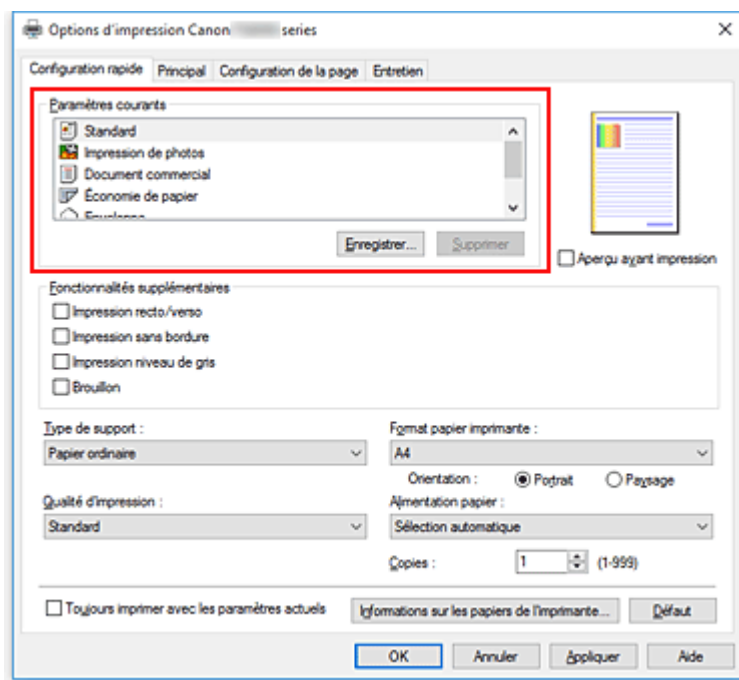 Options d'impression Canon series
Configuration rapide Principal Configuration de la page Entretien
Paramètres courants
Standard
Impression de photos
Document commercial
Économie de papier
Enregistrer... Supprimer
Aperçu avant impression
Fonctionnalités supplémentaires
Impression recto/verso
Impression sans bordure
Impression niveau de gris
Brouillon
Type de support :
Papier ordinaire
Format papier imprimante :
A4
Orientation : Portrait Paysage
Qualité d'impression :
Standard
Alimentation papier :
Sélection automatique
Copies : 1 (1-999)
Toujours imprimer avec les paramètres actuels
Informations sur les papiers de l'imprimante... Défaut
OK Annuler Appliquer Aide